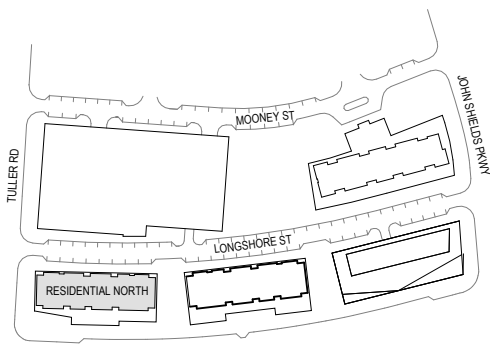 MOONEY ST
JOHN SHIELDS PKWY
TULLER RD
LONGSHORE ST
RESIDENTIAL NORTH